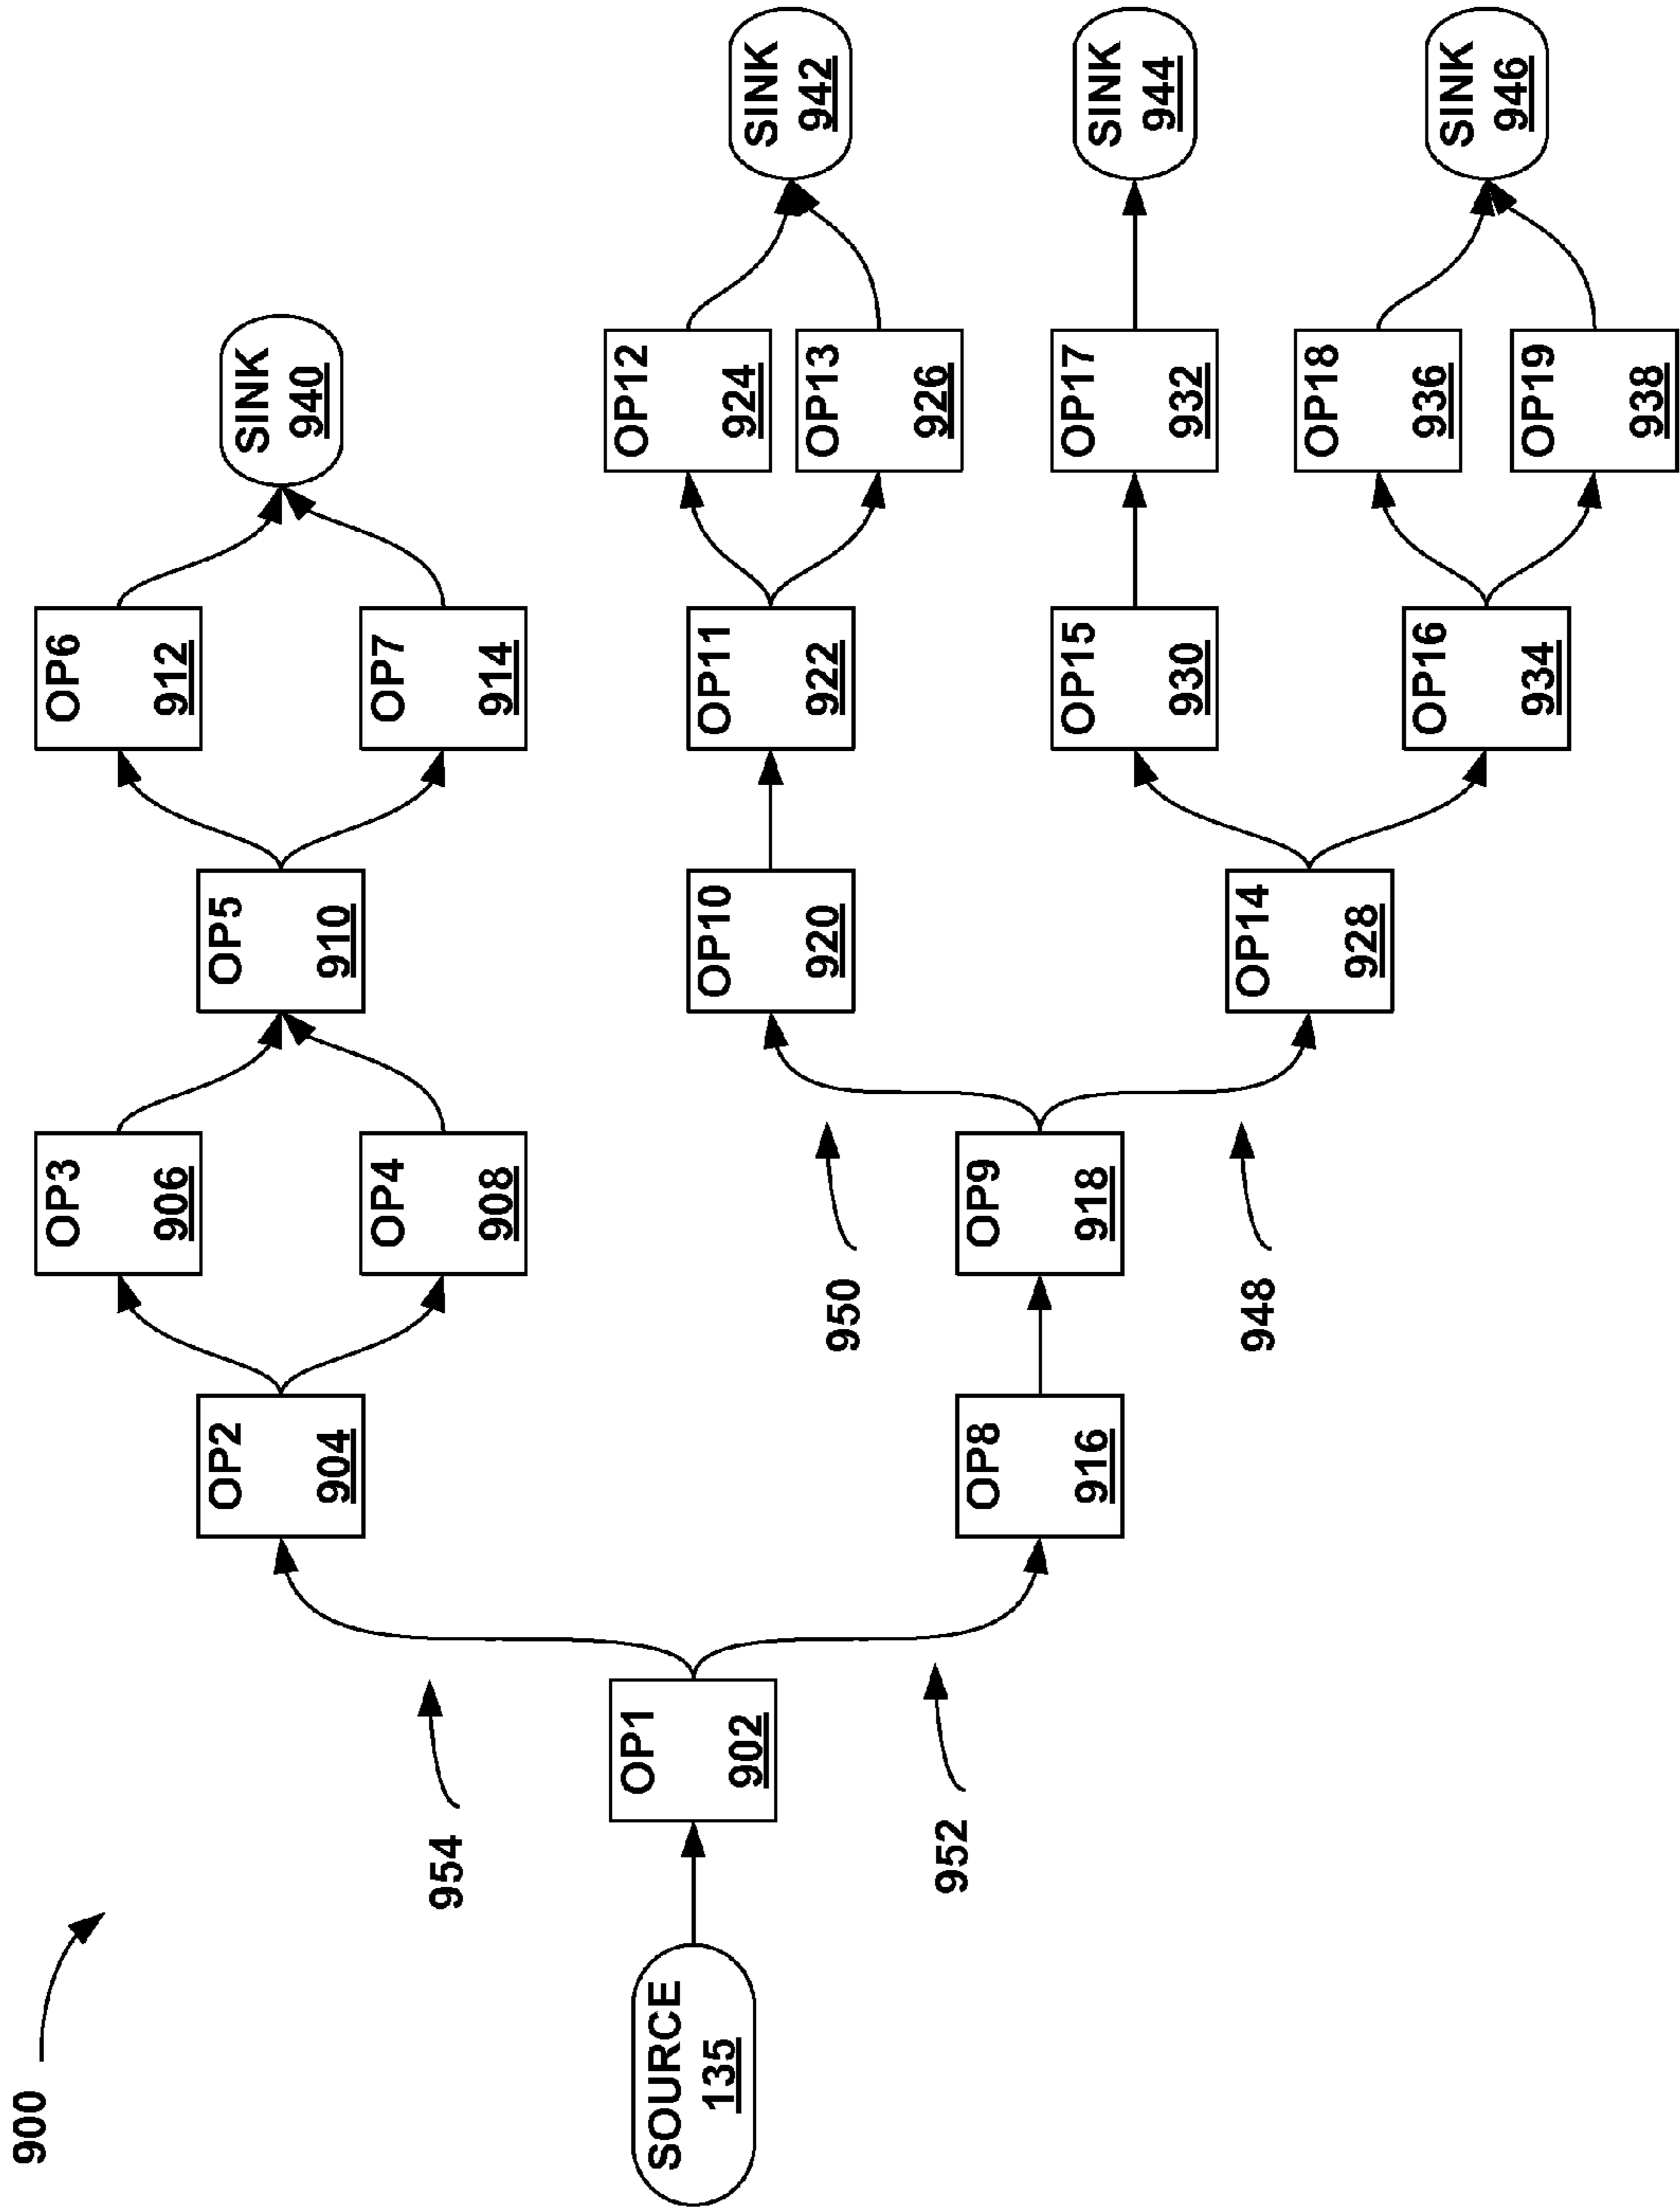 900
SOURCE
135
OP1
902
954
952
OP2
904
OP3
906
OP4
908
OP5
910
OP6
912
OP7
914
SINK
940
OP8
916
OP9
918
950
948
OP10
920
OP11
922
OP12
924
OP13
926
SINK
942
OP14
928
OP15
930
OP17
932
SINK
944
OP16
934
OP18
936
OP19
938
SINK
946